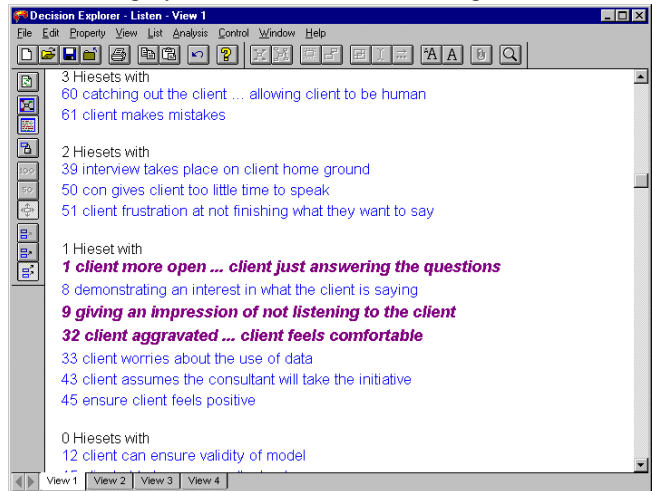 Decision Explorer - Listen - View 1
File Edit Property View List Analysis Control Window Help
3 Hiesets with
60 catching out the client ... allowing client to be human
61 client makes mistakes
2 Hiesets with
39 interview takes place on client home ground
50 con gives client too little time to speak
51 client frustration at not finishing what they want to say
1 Hieset with
1 client more open ... client just answering the questions
8 demonstrating an interest in what the client is saying
9 giving an impression of not listening to the client
32 client aggravated ... client feels comfortable
33 client worries about the use of data
43 client assumes the consultant will take the initiative
45 ensure client feels positive
0 Hiesets with
12 client can ensure validity of model
View 1 View 2 View 3 View 4